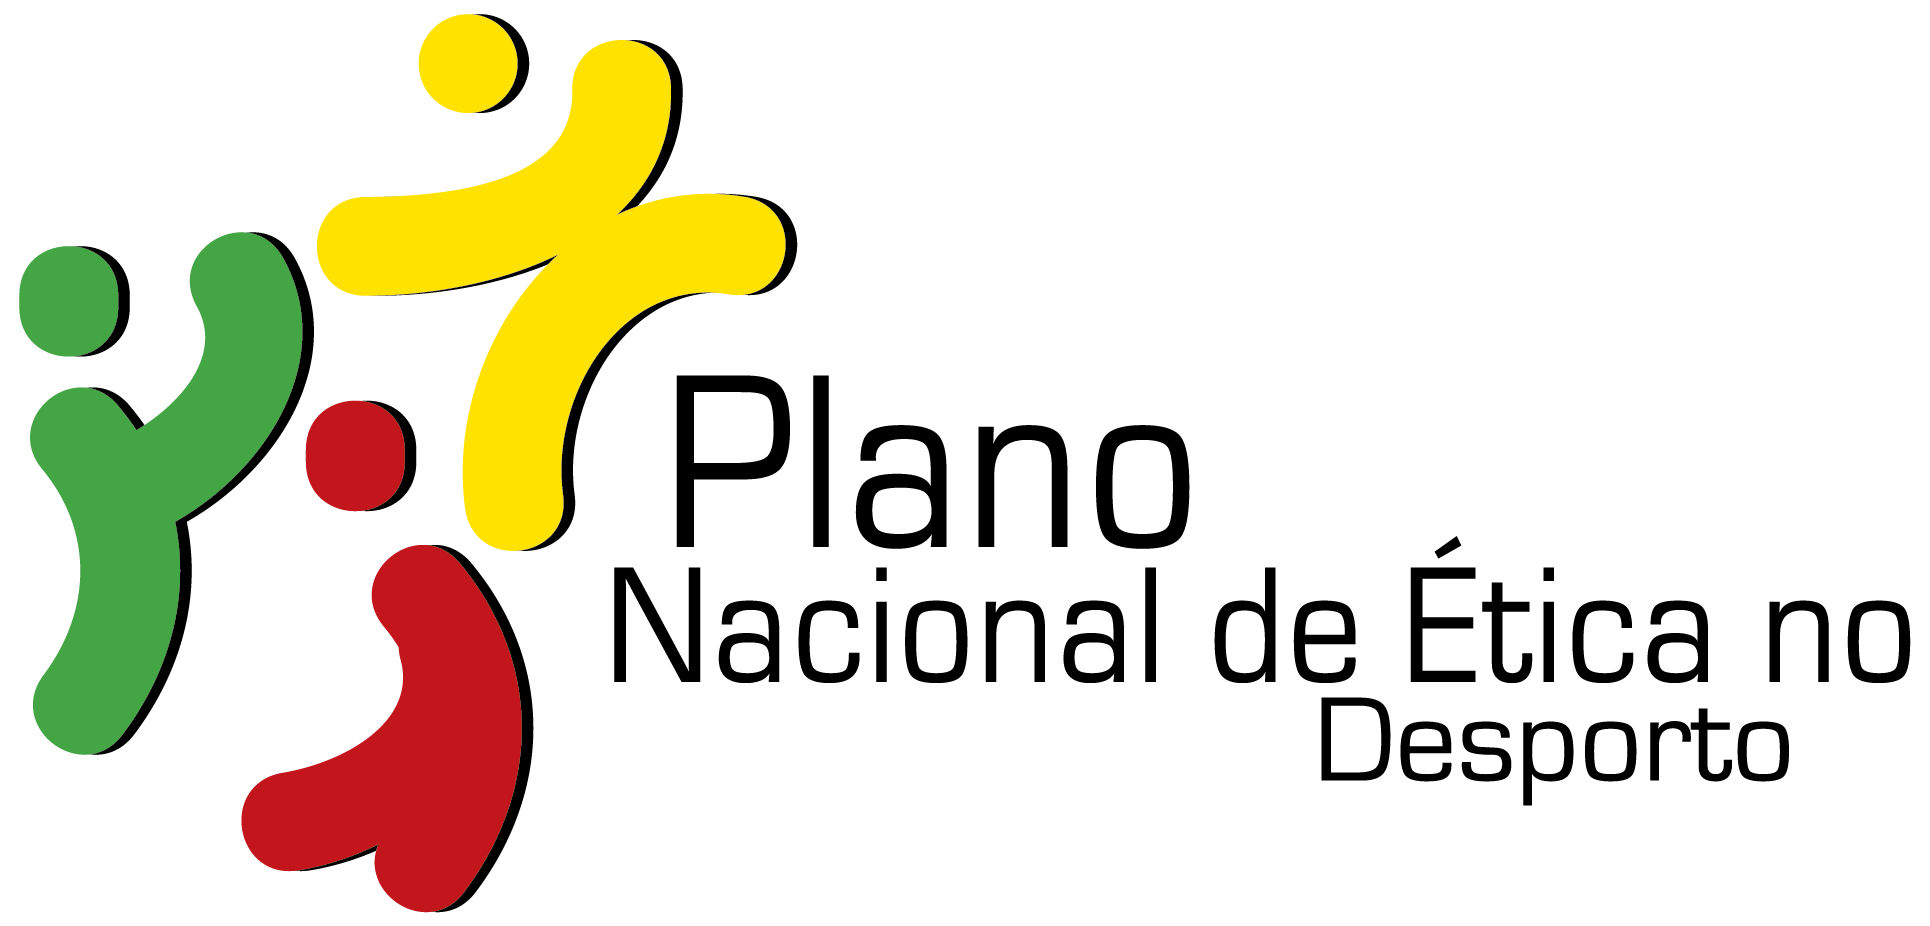 Plano
Nacional de Ética no
Desporto